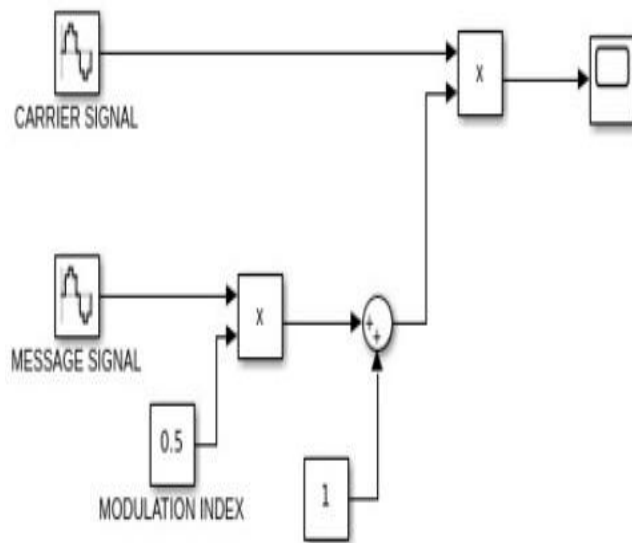 X
CARRIER SIGNAL
X
+
+
MESSAGE SIGNAL
0.5
1
MODULATION INDEX